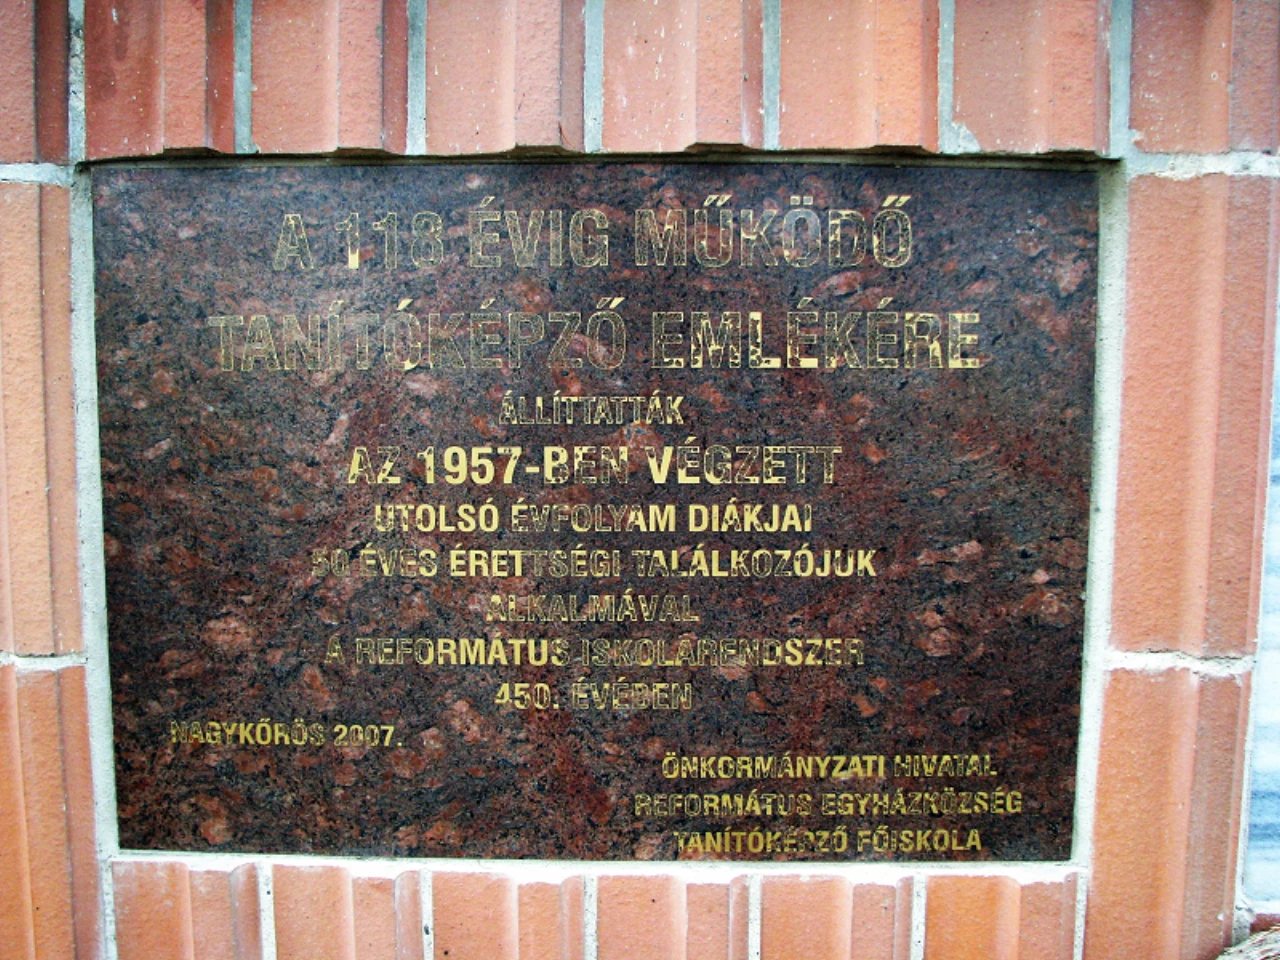 A 118 ÉVIG MŰKÖDŐ
TANÍTÓKÉPZŐ EMLÉKÉRE
ÁLLÍTTATTÁK
AZ 1957-BEN VÉGZETT
UTOLSÓ ÉVFOLYAM DIÁKJAI
50 ÉVES ÉRETTSÉGI TALÁLKOZÓJUK
ALKALMÁVAL
A REFORMÁTUS ISKOLARENDSZER
450. ÉVÉBEN
NAGYKŐRÖS 2007.
ÖNKORMÁNYZATI HIVATAL
REFORMÁTUS EGYHÁZKÖZSÉG
TANÍTÓKÉPZŐ FŐISKOLA